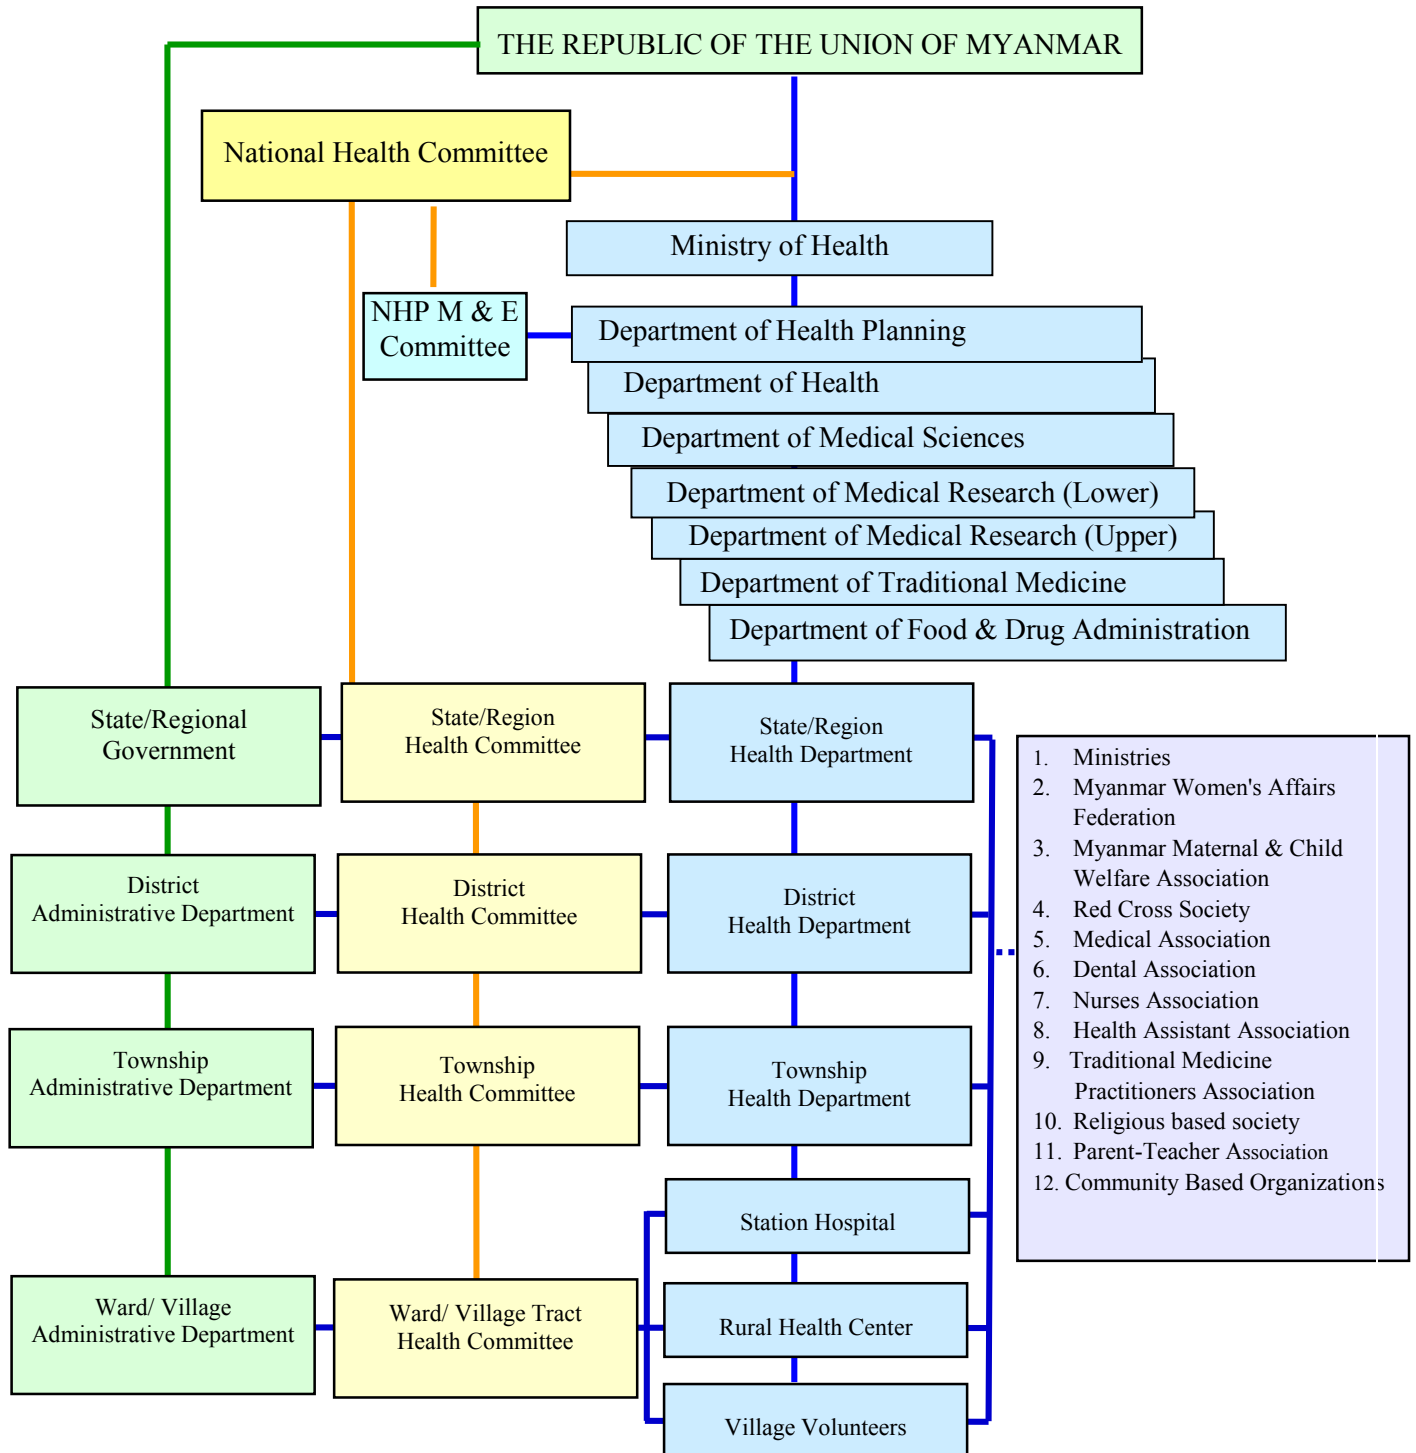 THE REPUBLIC OF THE UNION OF MYANMAR
National Health Committee
Ministry of Health
NHP M & E
Committee
Department of Health Planning
Department of Health
Department of Medical Sciences
Department of Medical Research (Lower)
Department of Medical Research (Upper)
Department of Traditional Medicine
Department of Food & Drug Administration
State/Regional
Government
State/Region
Health Committee
State/Region
Health Department
District
Administrative Department
District
Health Committee
District
Health Department
Township
Administrative Department
Township
Health Committee
Township
Health Department
Station Hospital
Ward/ Village
Administrative Department
Ward/ Village Tract
Health Committee
Rural Health Center
Village Volunteers
1. Ministries
2. Myanmar Women's Affairs
Federation
3. Myanmar Maternal & Child
Welfare Association
4. Red Cross Society
5. Medical Association
6. Dental Association
7. Nurses Association
8. Health Assistant Association
9. Traditional Medicine
Practitioners Association
10. Religious based society
11. Parent-Teacher Association
12. Community Based Organizations